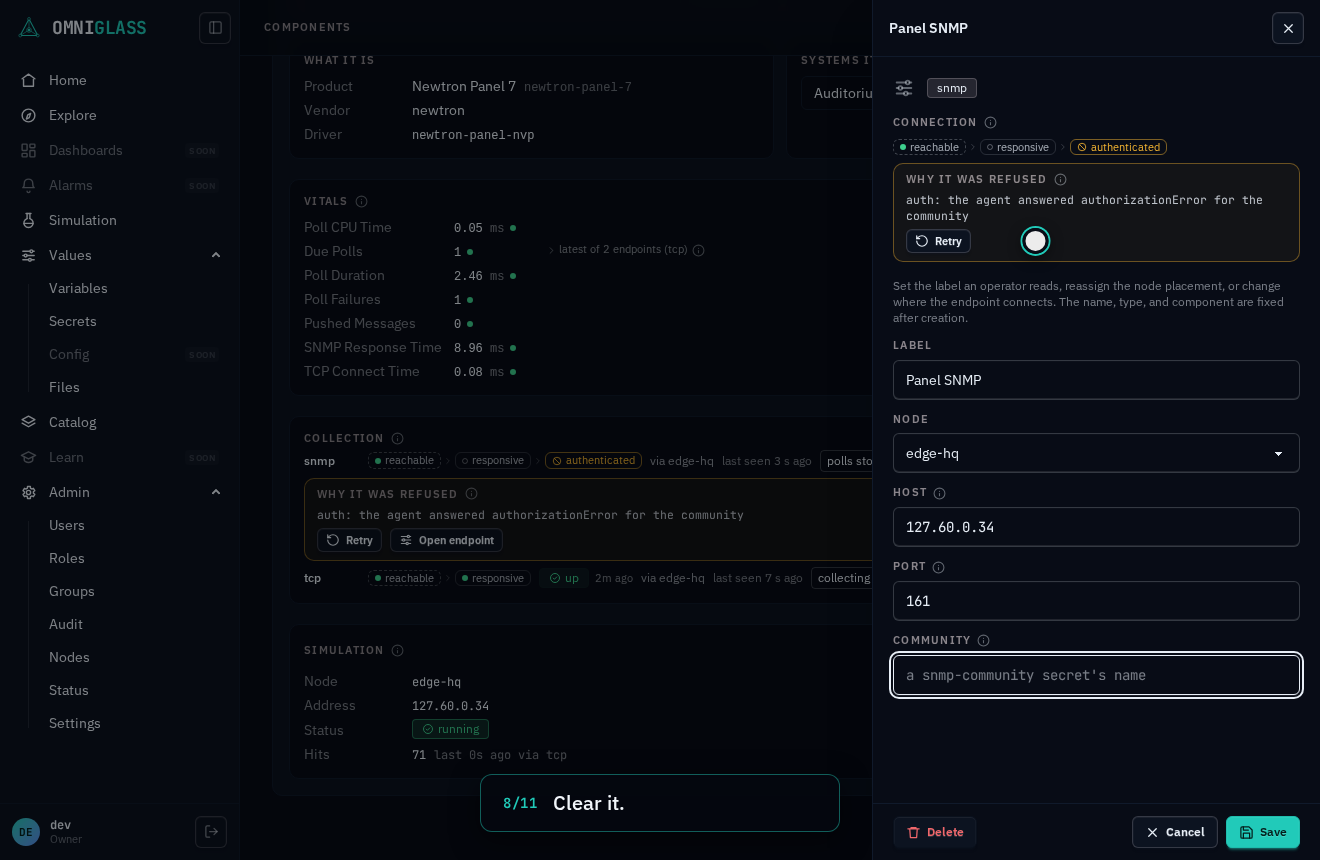 OMNIGLASS
Home
Explore
Dashboards SOON
Alarms SOON
Simulation
Values
Variables
Secrets
Config SOON
Files
Catalog
Learn SOON
Admin
Users
Roles
Groups
Audit
Nodes
Status
Settings
DE dev
Owner
COMPONENTS
WHAT IT IS
Product Newtron Panel 7 newtron-panel-7
Vendor newtron
Driver newtron-panel-nvp
SYSTEMS
Auditoriu
VITALS
Poll CPU Time 0.05 ms
Due Polls 1
latest of 2 endpoints (tcp)
Poll Duration 2.46 ms
Poll Failures 1
Pushed Messages 0
SNMP Response Time 8.96 ms
TCP Connect Time 0.08 ms
COLLECTION
snmp reachable responsive authenticated via edge-hq last seen 3 s ago polls sto
WHY IT WAS REFUSED
auth: the agent answered authorizationError for the community
Retry Open endpoint
tcp reachable responsive up 2m ago via edge-hq last seen 7 s ago collecting
SIMULATION
Node edge-hq
Address 127.60.0.34
Status running
Hits 71 last 0s ago via tcp
8/11 Clear it.
Panel SNMP
snmp
CONNECTION
reachable responsive authenticated
WHY IT WAS REFUSED
auth: the agent answered authorizationError for the
community
Retry
Set the label an operator reads, reassign the node placement, or change
where the endpoint connects. The name, type, and component are fixed
after creation.
LABEL
Panel SNMP
NODE
edge-hq
HOST
127.60.0.34
PORT
161
COMMUNITY
a snmp-community secret's name
Delete Cancel Save